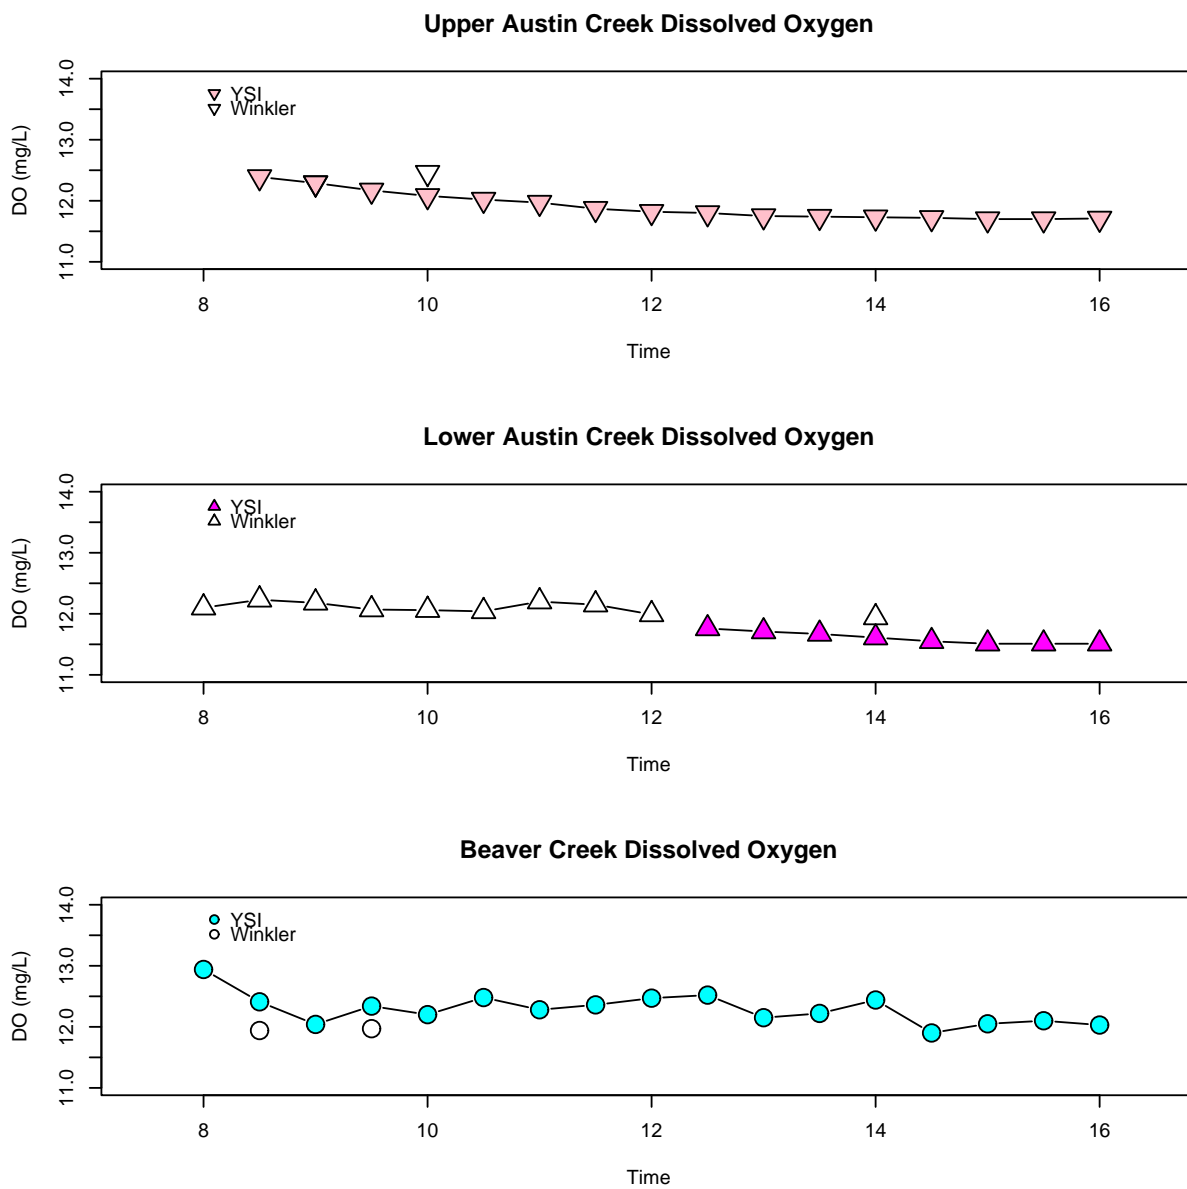 Upper Austin Creek Dissolved Oxygen
14.0
13.0
12.0
11.0
DO (mg/L)
YSI
Winkler
8 10 12 14 16
Time
Lower Austin Creek Dissolved Oxygen
14.0
13.0
12.0
11.0
DO (mg/L)
YSI
Winkler
8 10 12 14 16
Time
Beaver Creek Dissolved Oxygen
14.0
13.0
12.0
11.0
DO (mg/L)
YSI
Winkler
8 10 12 14 16
Time